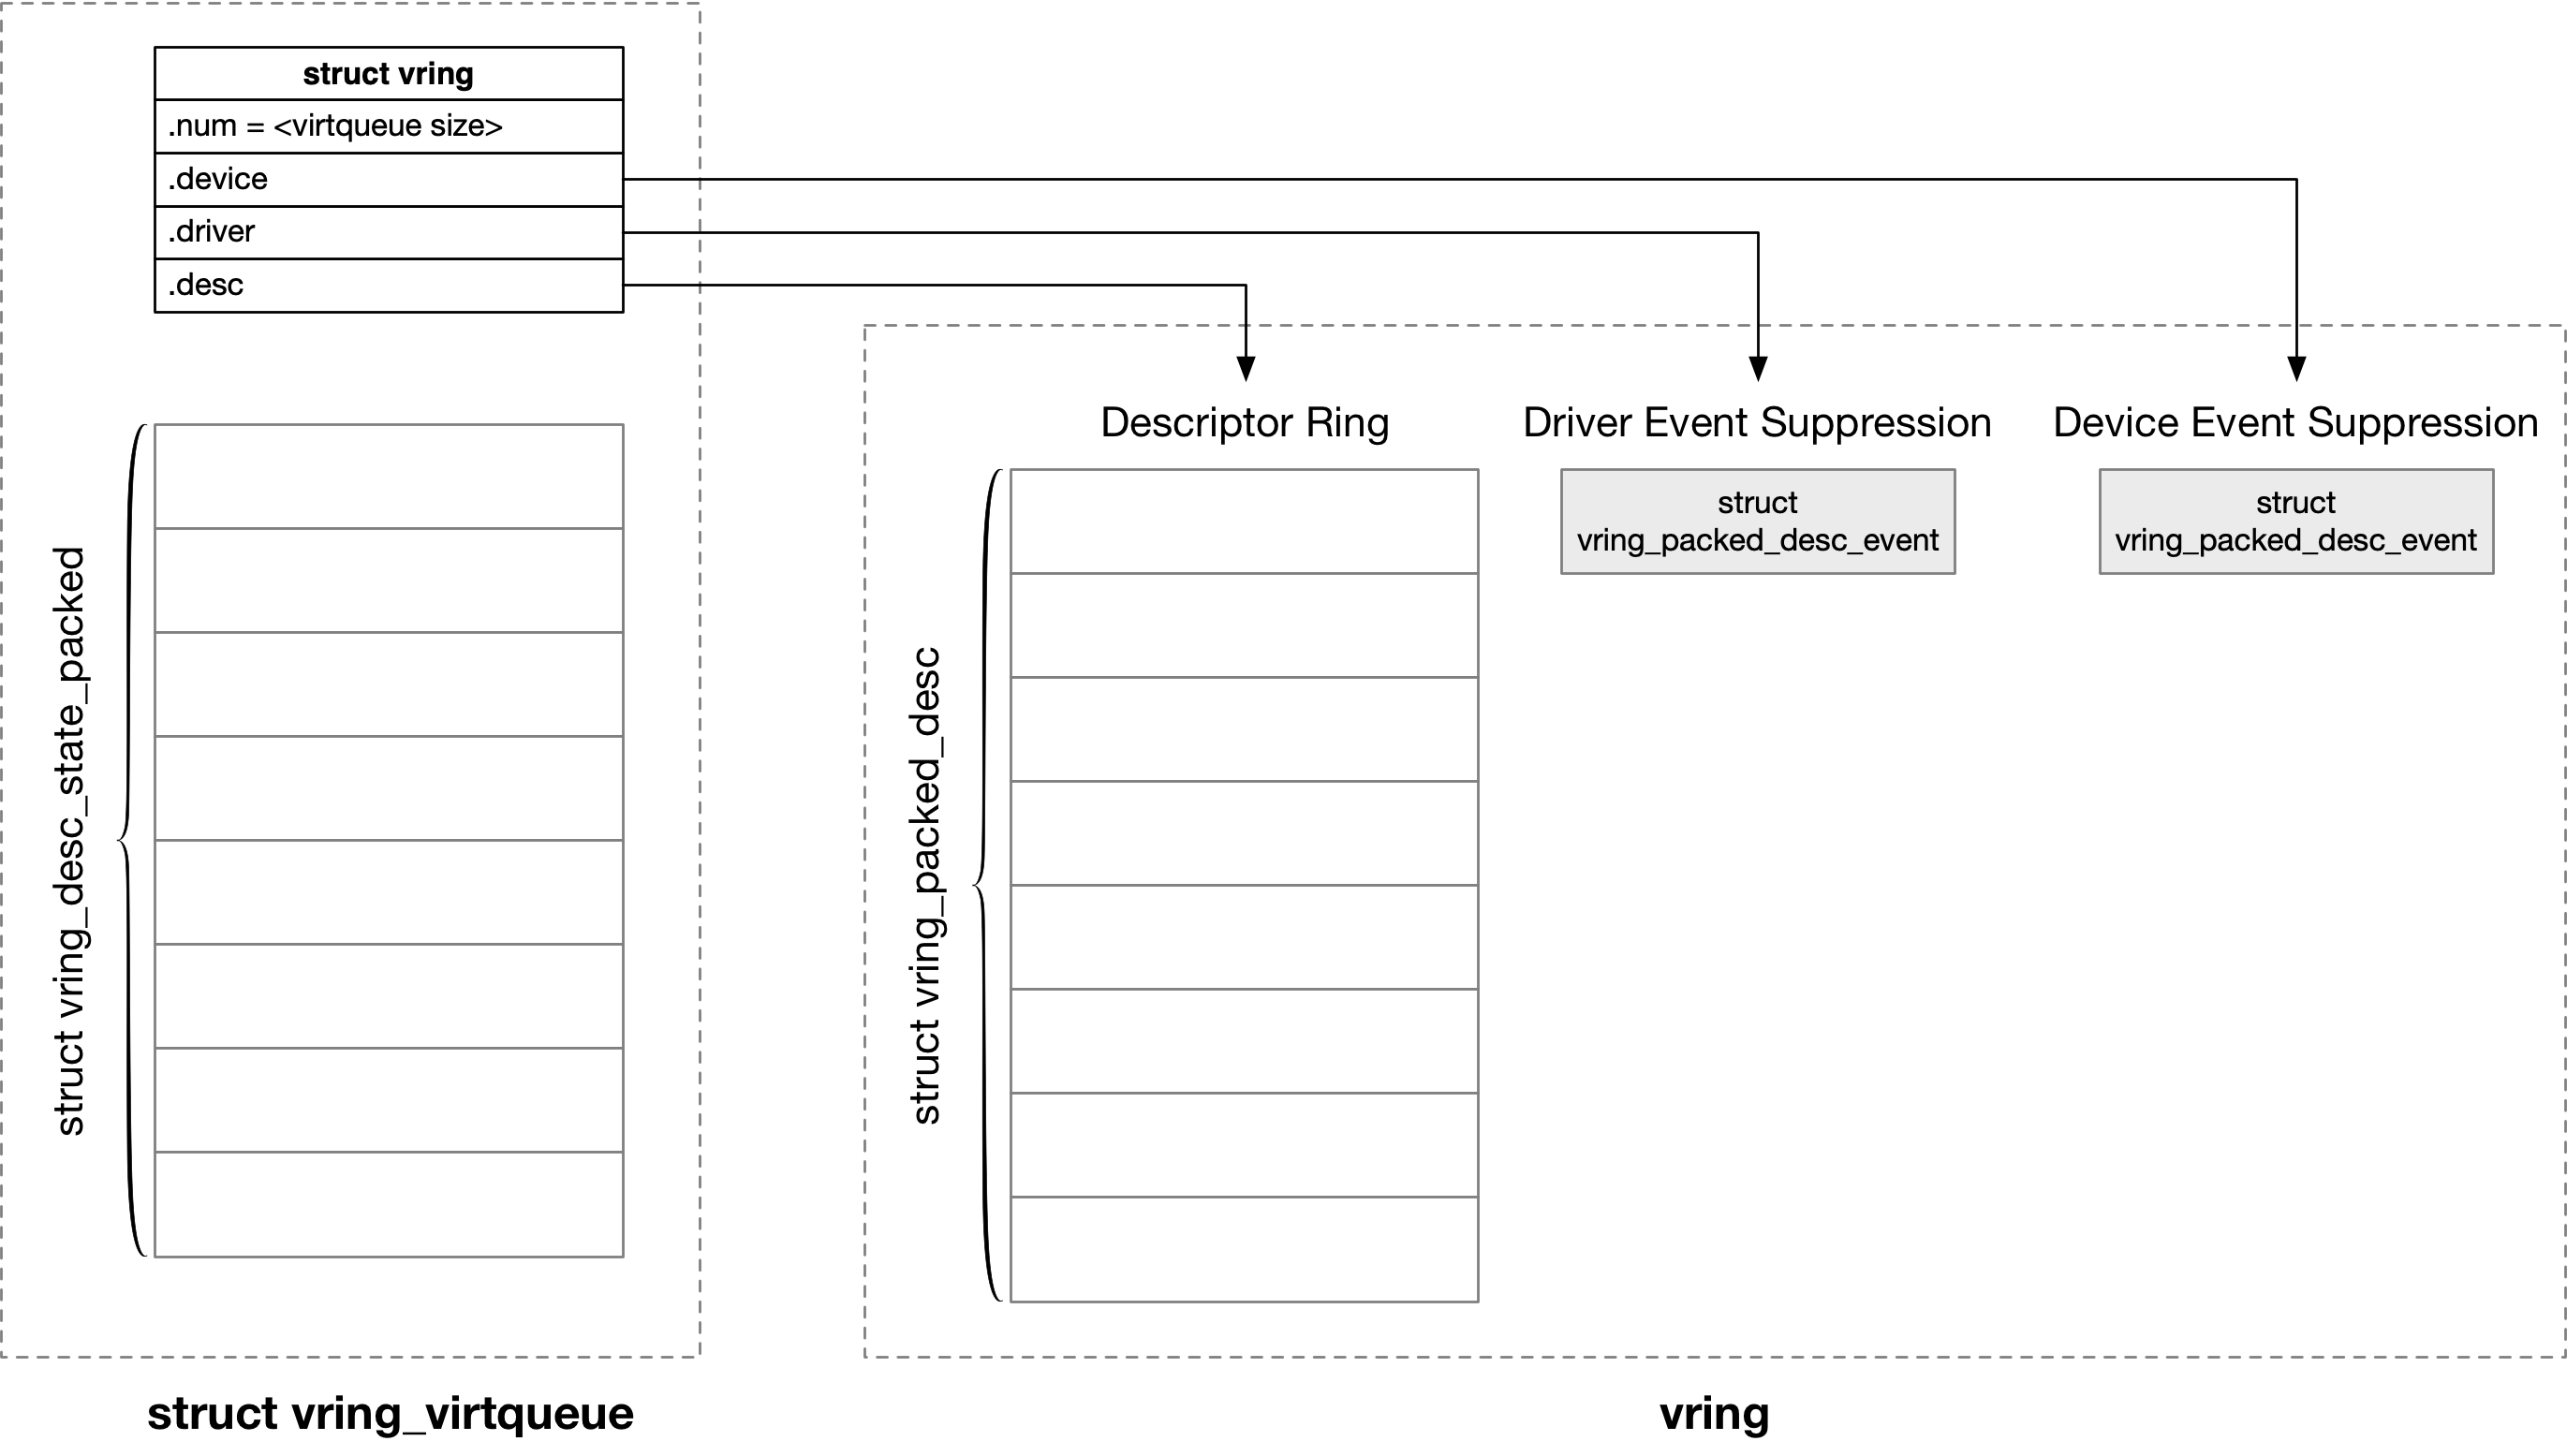 struct vring
.num = <virtqueue size>
.device
.driver
.desc
struct vring_desc_state_packed
struct vring_virtqueue
Descriptor Ring
Driver Event Suppression
Device Event Suppression
struct
vring_packed_desc_event
struct
vring_packed_desc_event
struct vring_packed_desc
vring